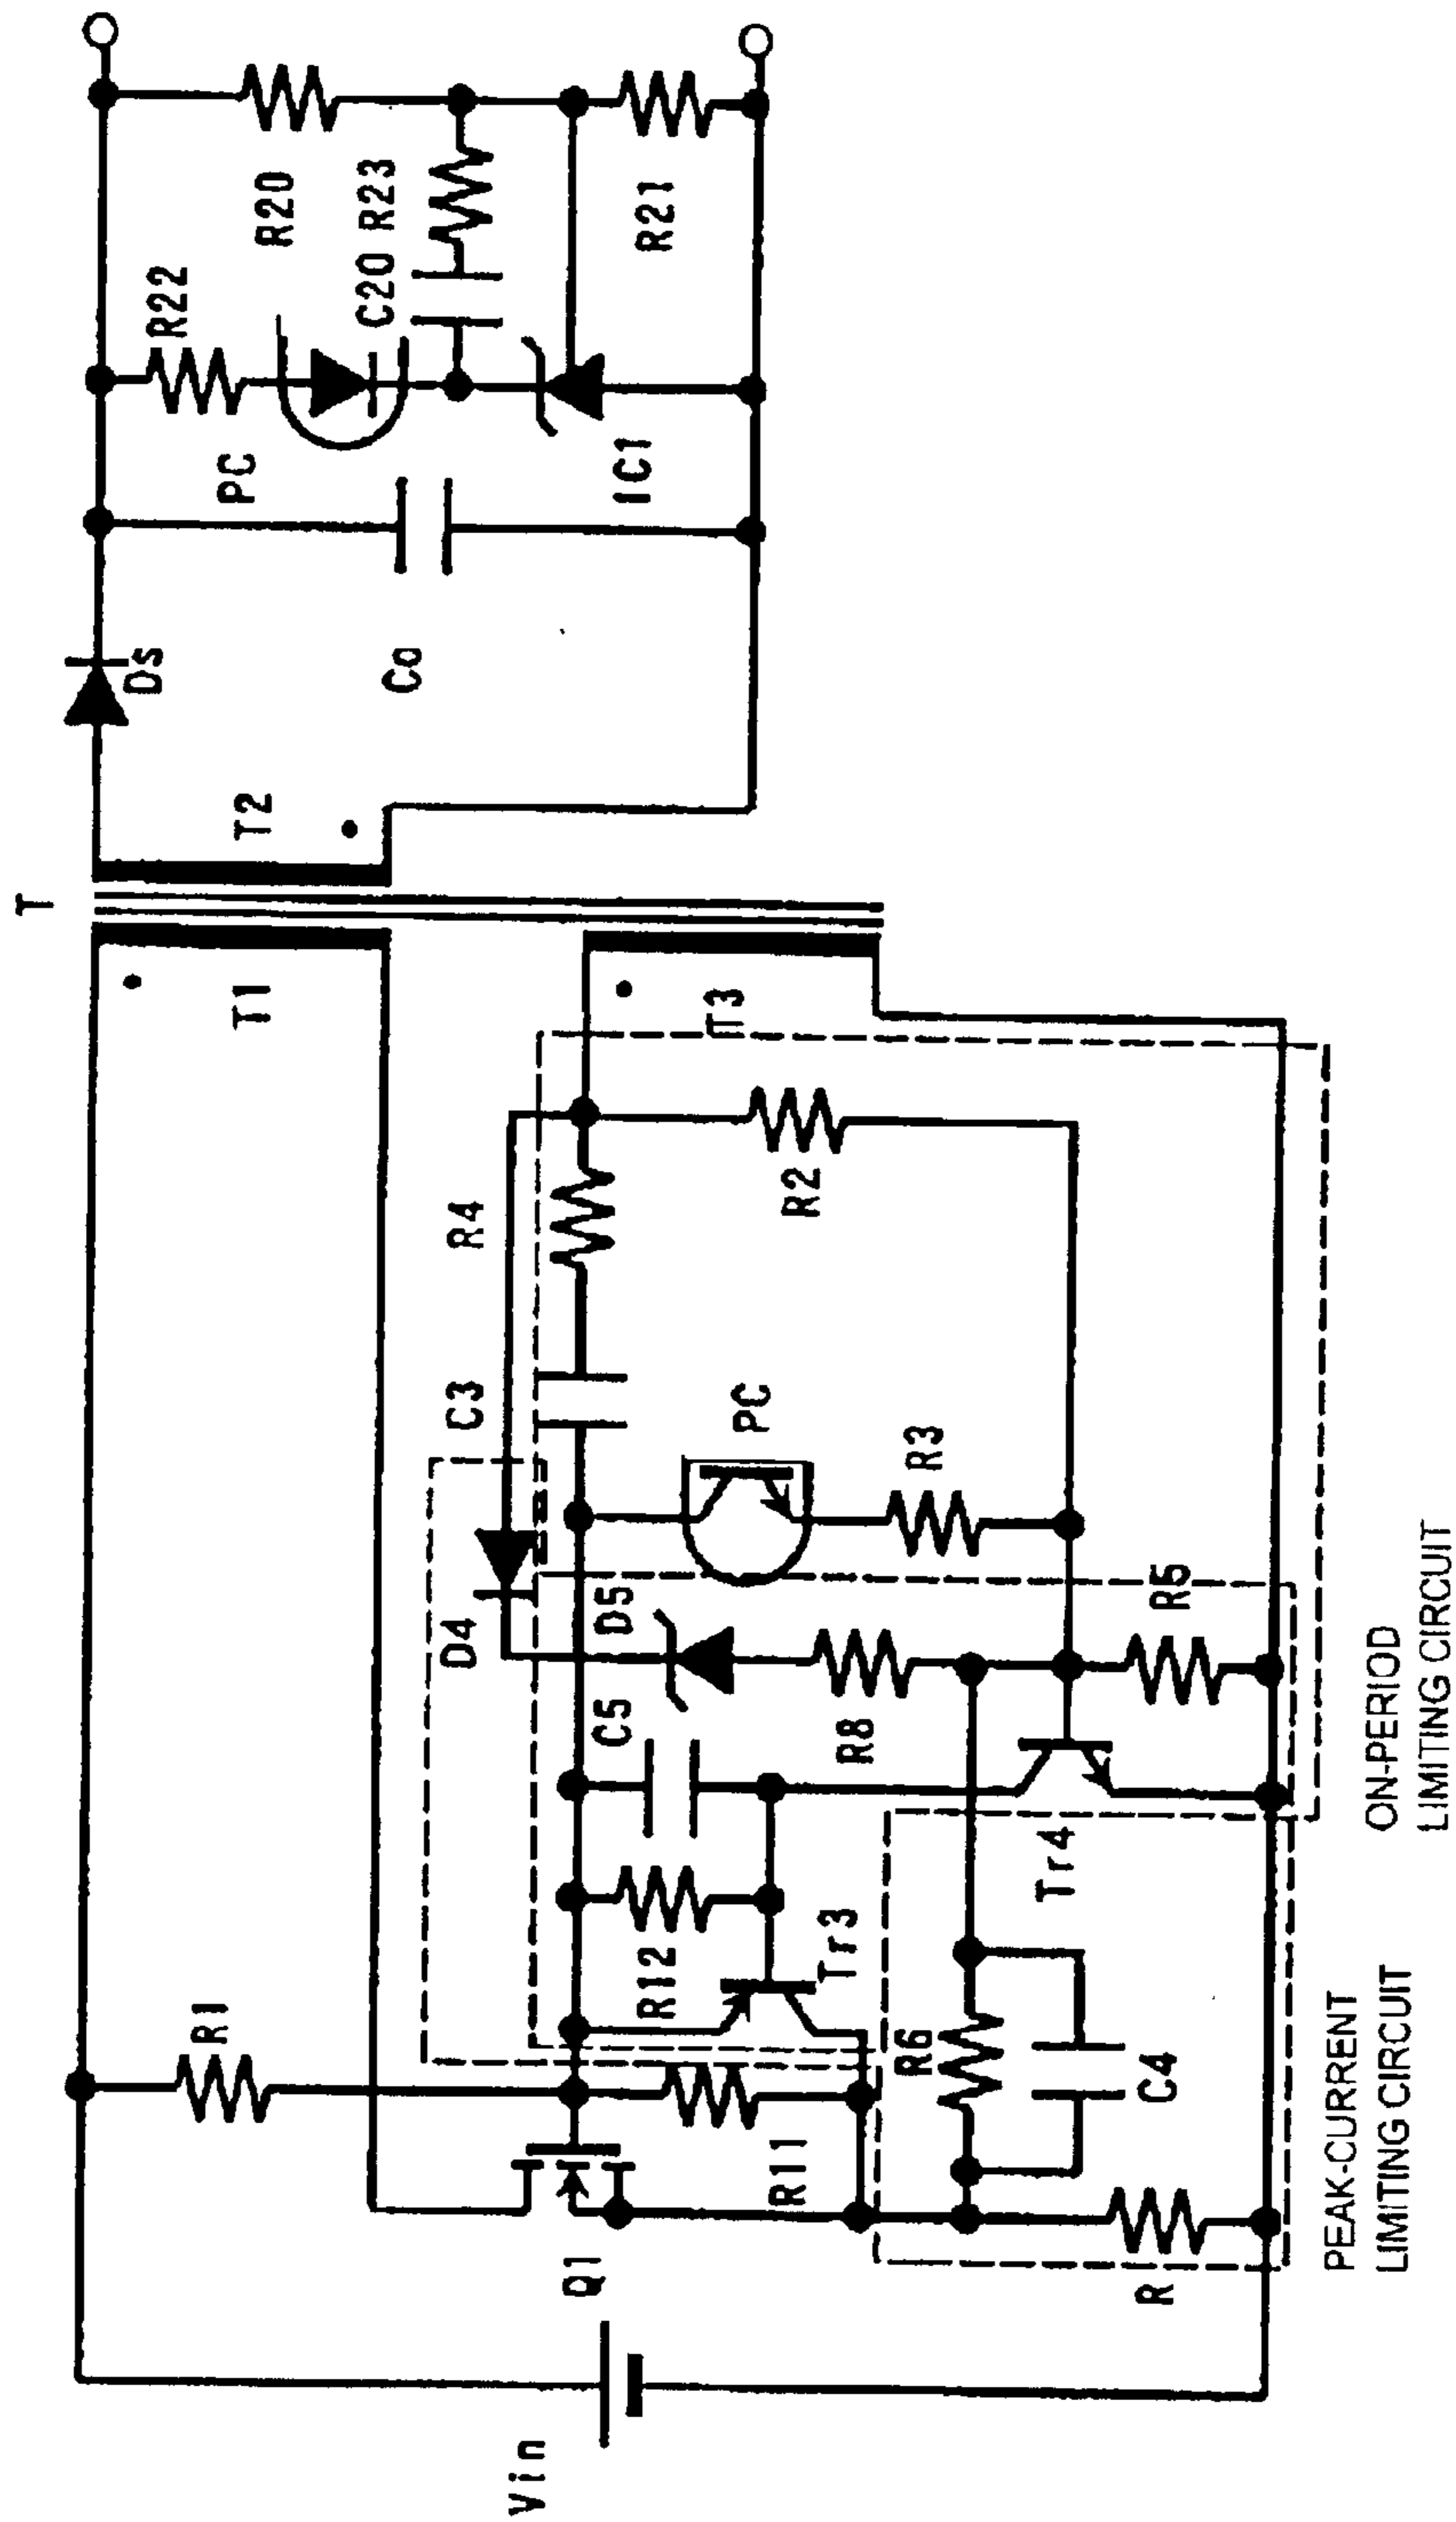 T
R20
C20 R23
R22
R21
PC
IC1
Ds
Co
T2
T1
T3
R4
R2
C3
PC
R3
D4
D5
R5
C5
R8
Tr4
R12
Tr3
R1
R6
C4
R11
Q1
R
Vin
ON-PERIOD
LIMITING CIRCUIT
PEAK-CURRENT
LIMITING CIRCUIT